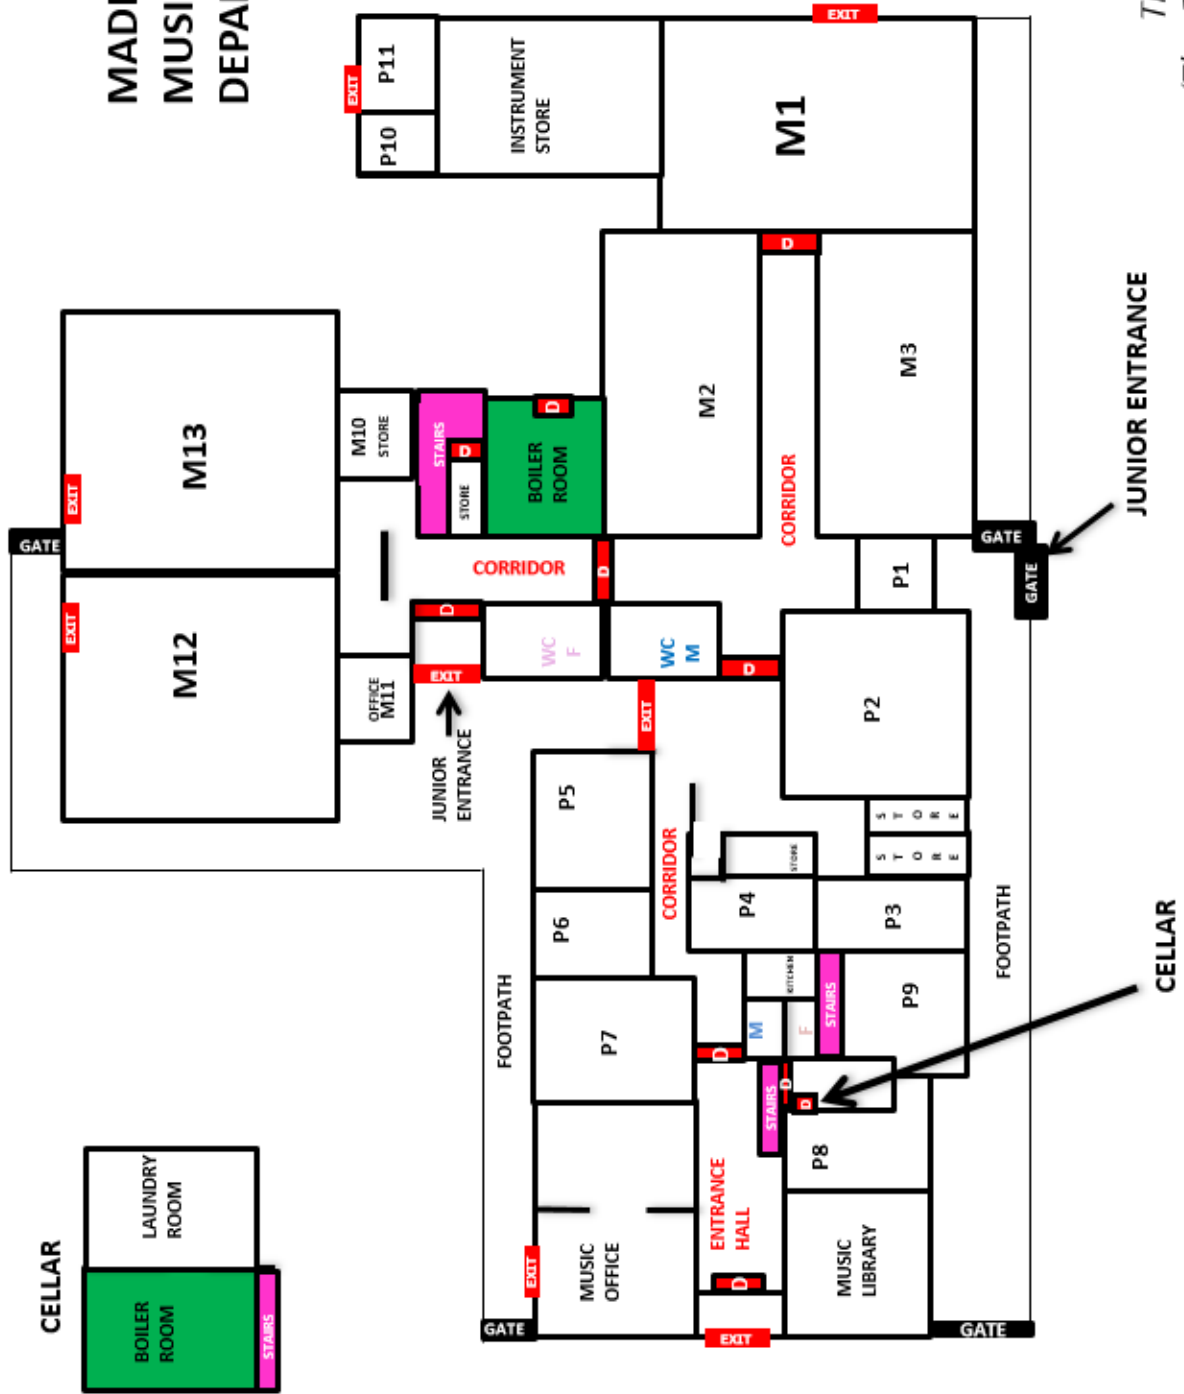 MUSI
DEPA
EXIT
P11
P10
INSTRUMENT
STORE
EXIT
M1
GATE
EXIT
M13
EXIT
M12
M10
STORE
OFFICE
M11
STAIRS
D
STORE
D
BOILER
ROOM
CORRIDOR
D
EXIT
JUNIOR
ENTRANCE
WC
F
D
WC
M
D
M2
D
CORRIDOR
M3
P1
GATE
GATE
JUNIOR ENTRANCE
EXIT
P2
P5
CORRIDOR
P6
P7
FOOTPATH
STORE
STORE
STORE
P4
P3
KITCHEN
STAIRS
P9
M
F
D
STAIRS
D
D
CELLAR
FOOTPATH
P8
ENTRANCE
HALL
MUSIC
OFFICE
EXIT
D
EXIT
MUSIC
LIBRARY
GATE
GATE
CELLAR
LAUNDRY
ROOM
BOILER
ROOM
STAIRS